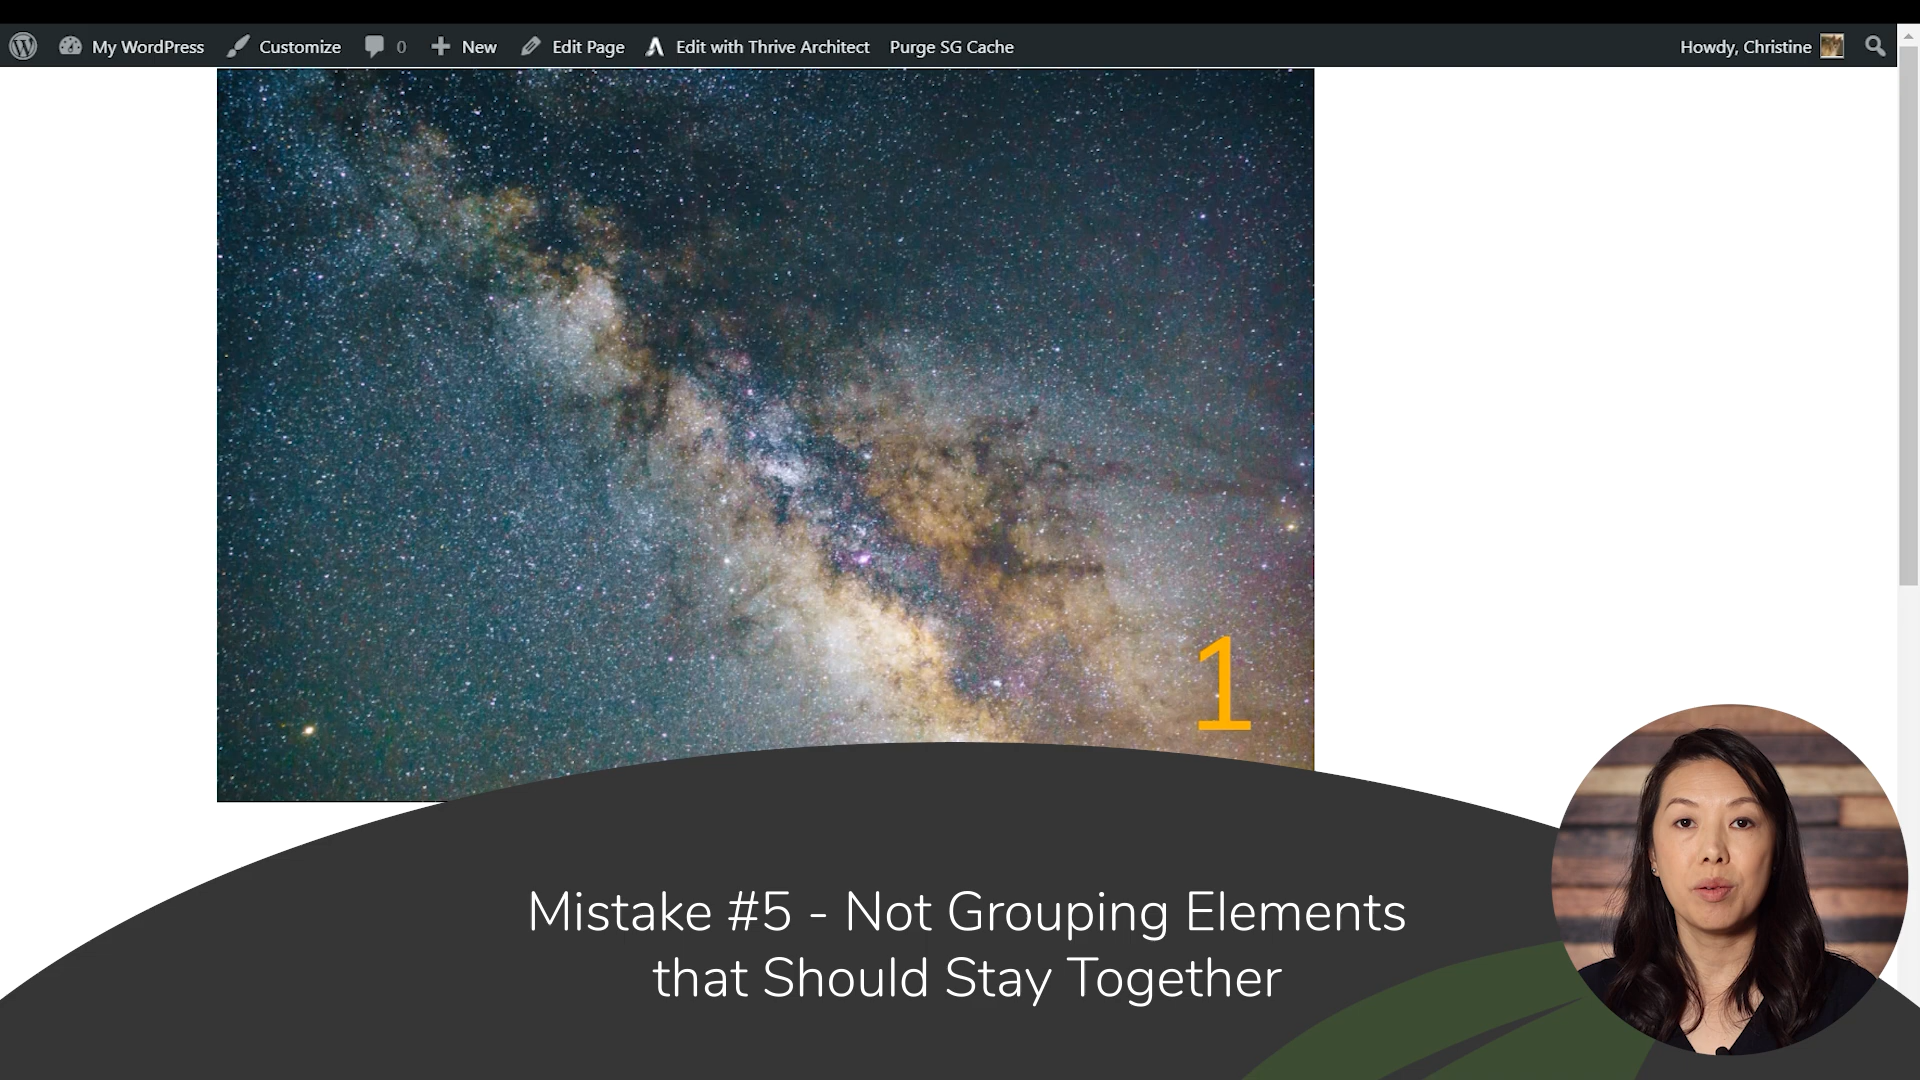 My WordPress Customize 0 New Edit Page Edit with Thrive Architect Purge SG Cache Howdy, Christine
1
Mistake #5 - Not Grouping Elements
that Should Stay Together